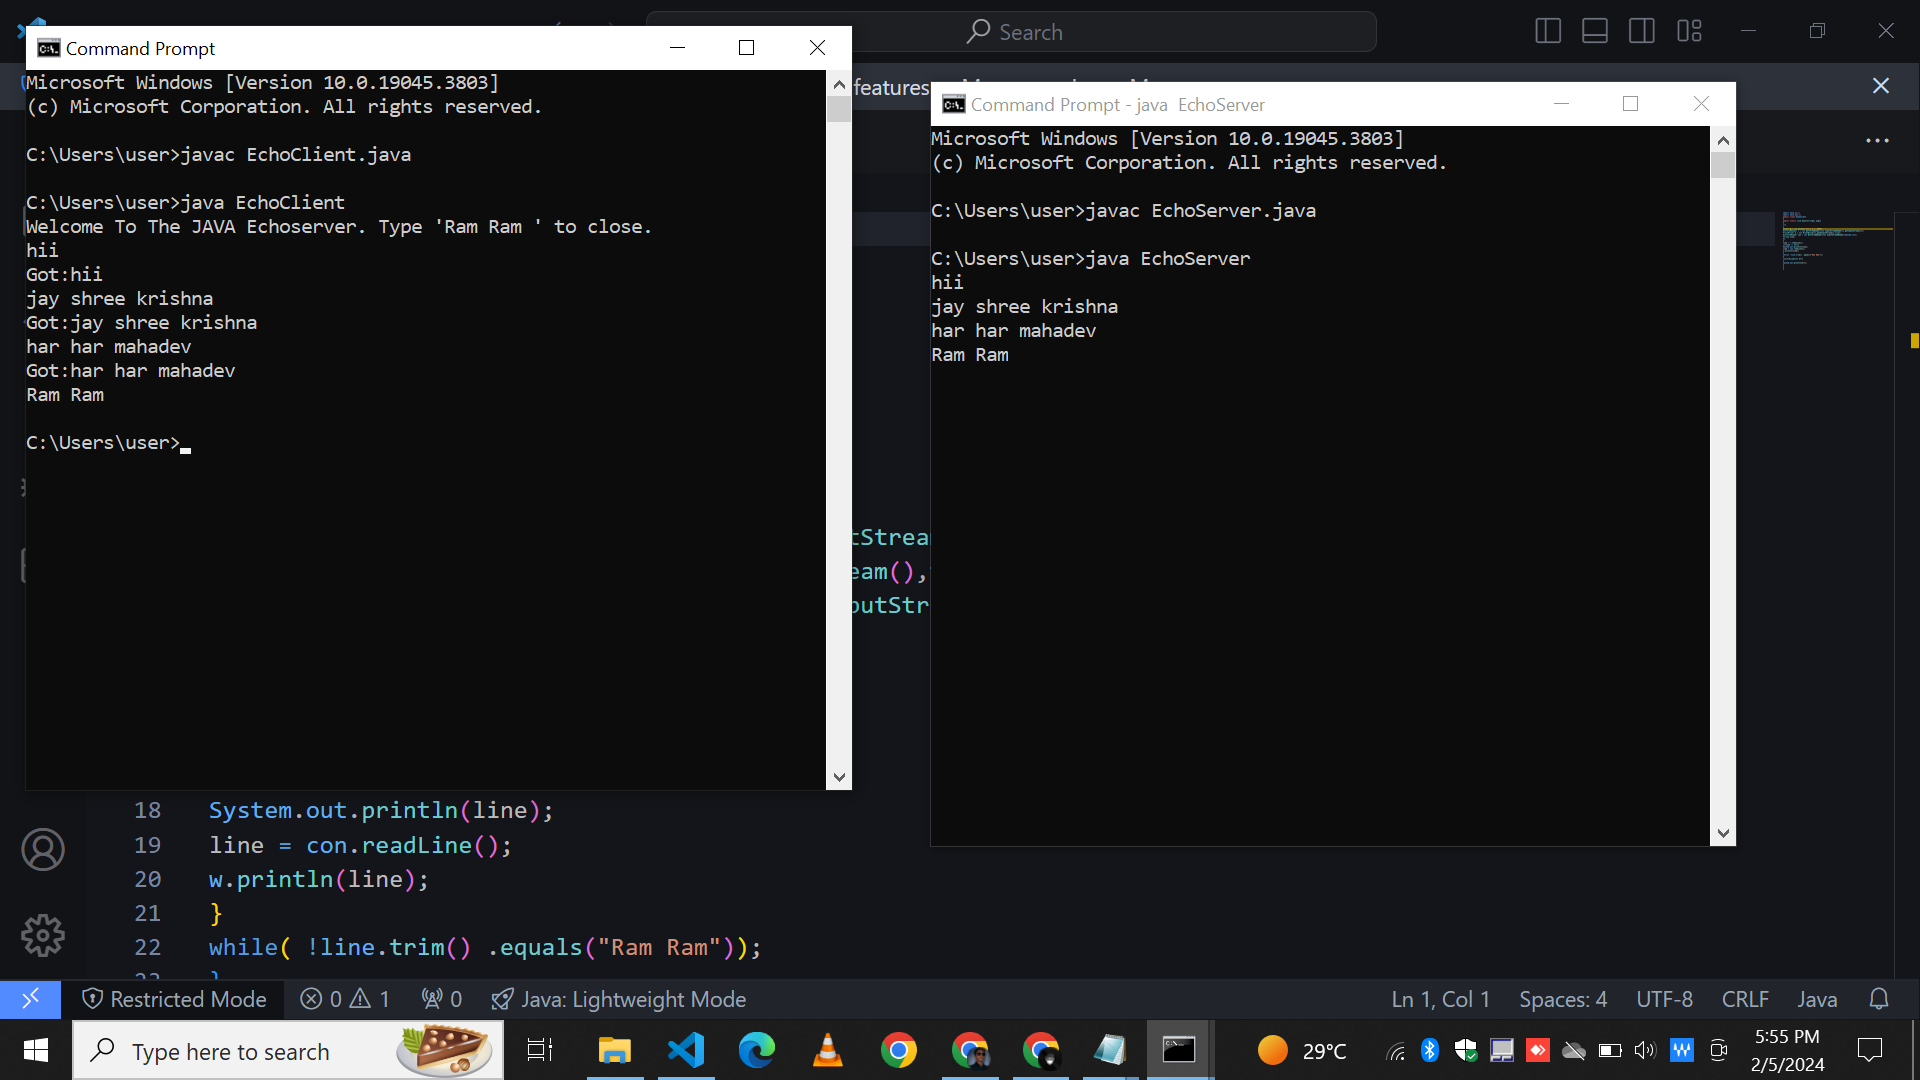 Search
features
Command Prompt
Microsoft Windows [Version 10.0.19045.3803]
(c) Microsoft Corporation. All rights reserved.
C:\Users\user>javac EchoClient.java
C:\Users\user>java EchoClient
Welcome To The JAVA Echoserver. Type 'Ram Ram ' to close.
hii
Got:hii
jay shree krishna
Got:jay shree krishna
har har mahadev
Got:har har mahadev
Ram Ram
C:\Users\user>
Command Prompt - java  EchoServer
Microsoft Windows [Version 10.0.19045.3803]
(c) Microsoft Corporation. All rights reserved.
C:\Users\user>javac EchoServer.java
C:\Users\user>java EchoServer
hii
jay shree krishna
har har mahadev
Ram Ram
tStrea
eam(),
putStr
18 System.out.println(line);
19 line = con.readLine();
20 w.println(line);
21 }
22 while( !line.trim() .equals("Ram Ram"));
Restricted Mode 0 1 0 Java: Lightweight Mode Ln 1, Col 1 Spaces: 4 UTF-8 CRLF Java
Type here to search 29°C 5:55 PM
2/5/2024